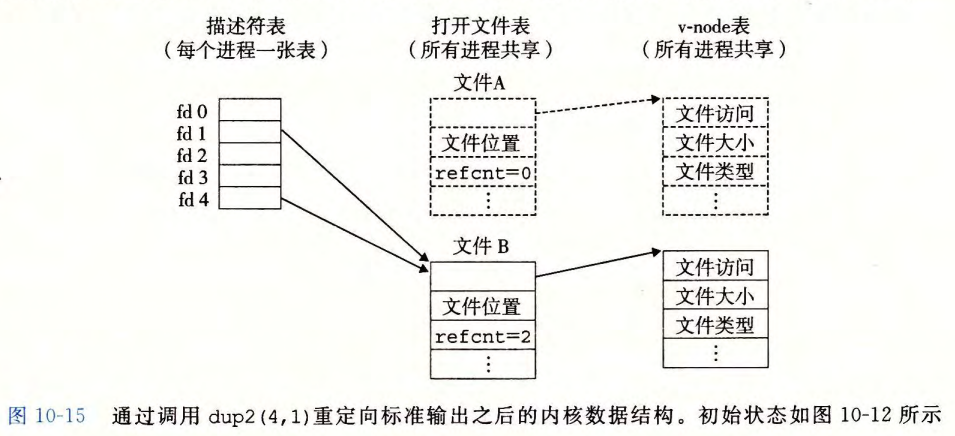 描述符表
（每个进程一张表）
打开文件表
（所有进程共享）
v-node表
（所有进程共享）
文件A
fd 0
fd 1
fd 2
fd 3
fd 4
文件位置
refcnt=0
⋮
文件访问
文件大小
文件类型
⋮
文件 B
文件位置
refcnt=2
⋮
文件访问
文件大小
文件类型
⋮
图 10-15 通过调用 dup2(4,1)重定向标准输出之后的内核数据结构。初始状态如图 10-12 所示